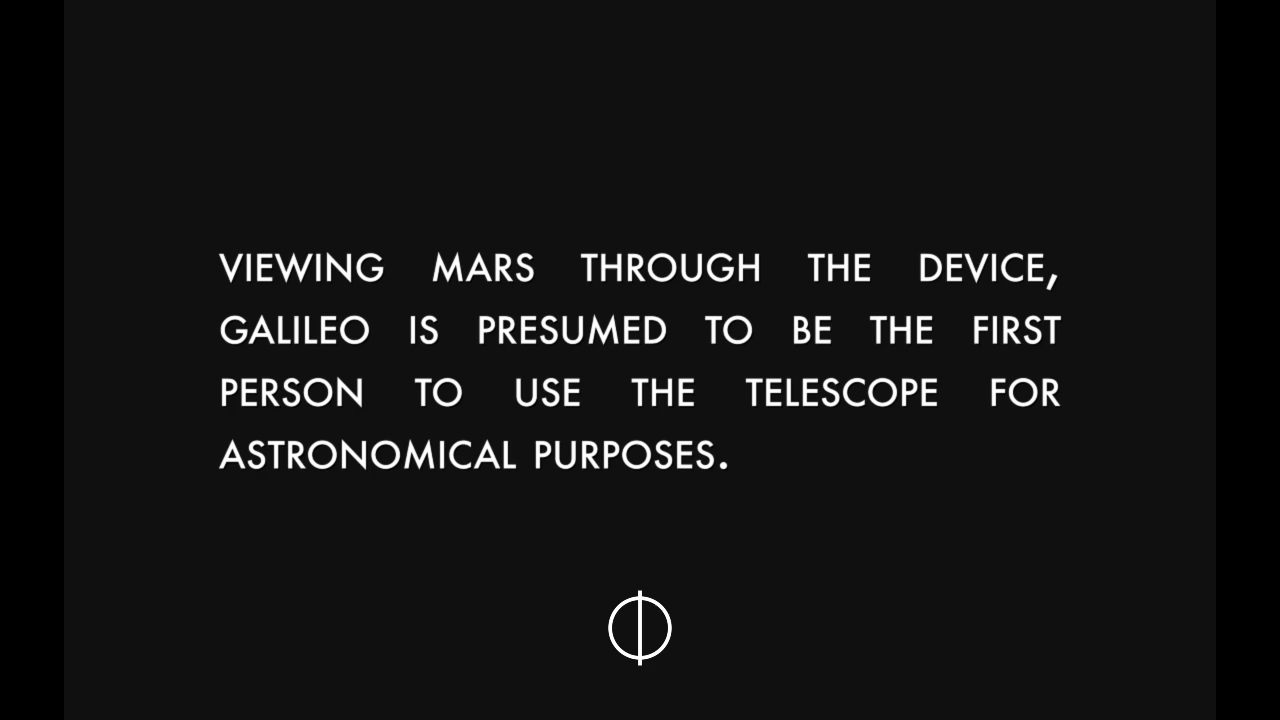 VIEWING MARS THROUGH THE DEVICE,
GALILEO IS PRESUMED TO BE THE FIRST
PERSON TO USE THE TELESCOPE FOR
ASTRONOMICAL PURPOSES.